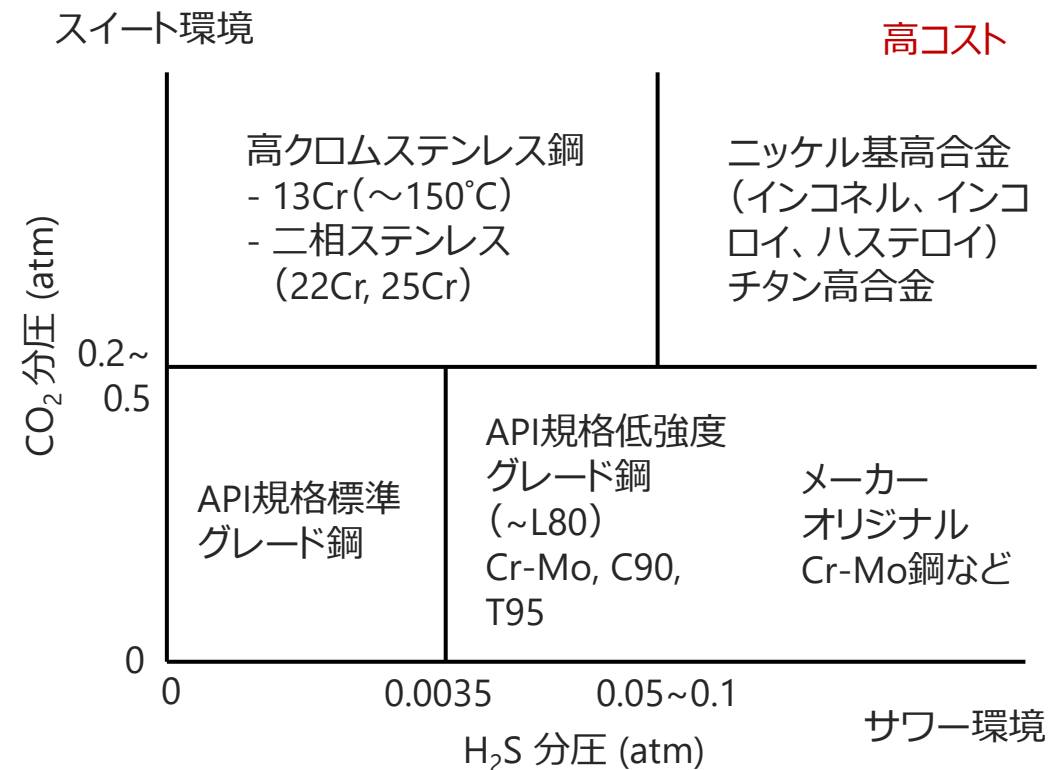 スイート環境
高コスト
高クロムステンレス鋼
- 13Cr(～150℃)
- 二相ステンレス
(22Cr, 25Cr)
ニッケル基高合金
(インコネル、インコ
ロイ、ハステロイ)
チタン高合金
CO₂ 分圧 (atm)
0.2~
0.5
API規格標準
グレード鋼
API規格低強度
グレード鋼
(~L80)
Cr-Mo, C90,
T95
メーカー
オリジナル
Cr-Mo鋼など
0
0
0.0035
0.05~0.1
サワー環境
H₂S 分圧 (atm)